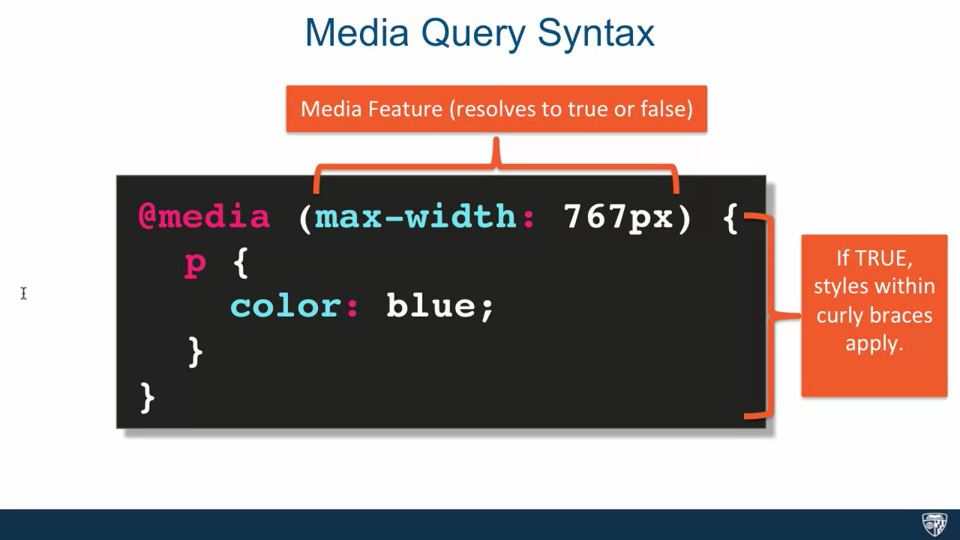 Media Query Syntax
Media Feature (resolves to true or false)
@media (max-width: 767px) {
p {
color: blue;
}
}
If TRUE,
styles within
curly braces
apply.